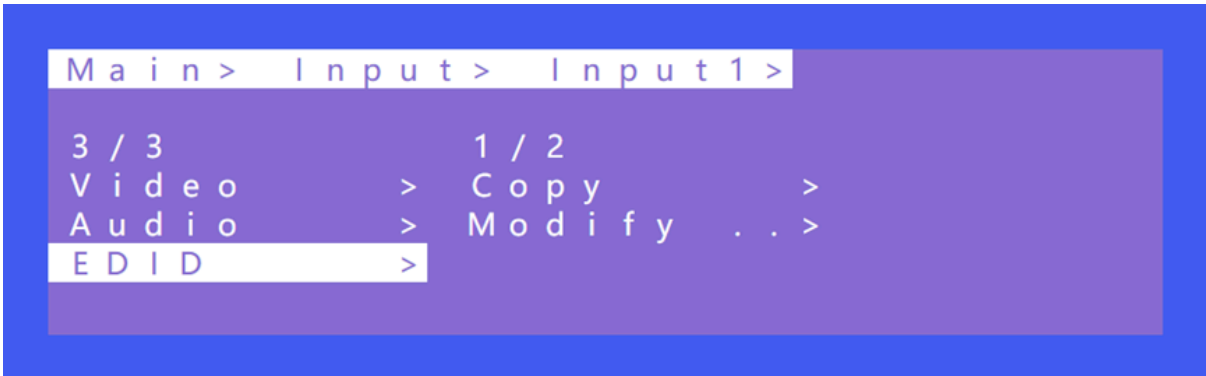 Main> Input> Input1>
3/3 1/2
Video > Copy >
Audio > Modify ..>
EDID >